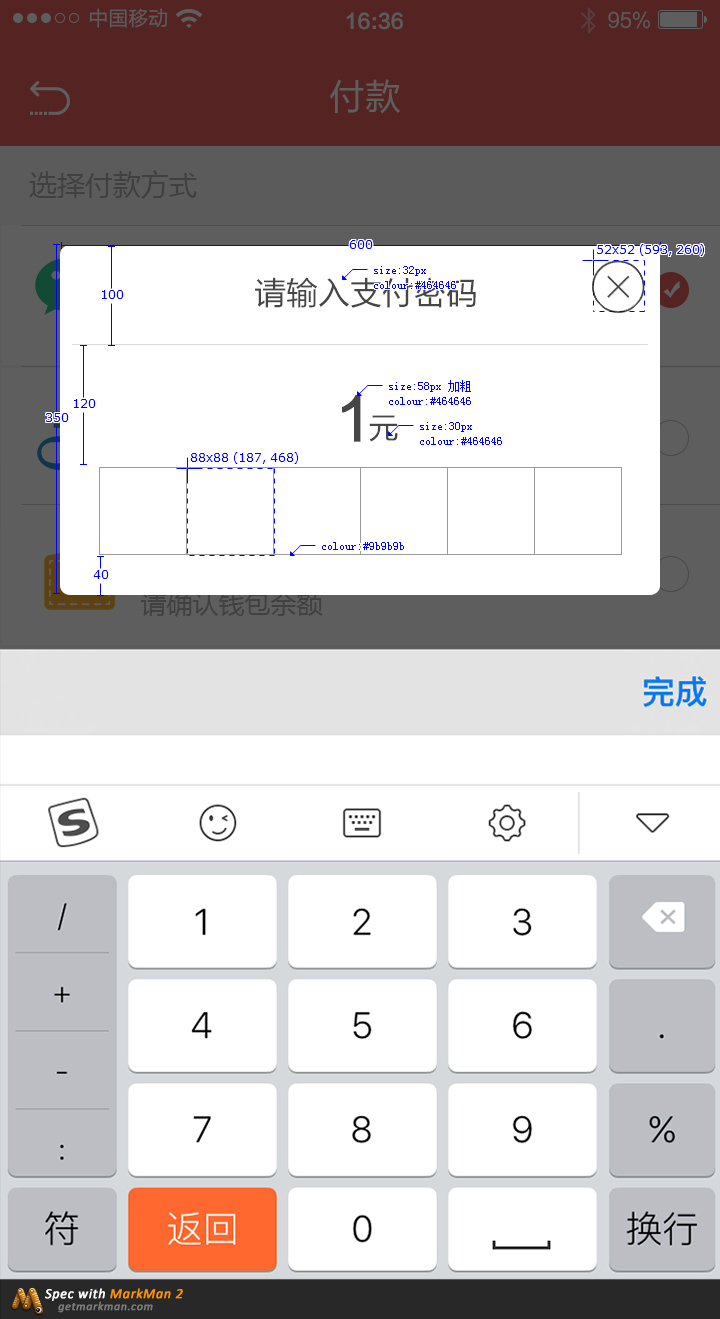 中国移动 16:36 95%
付款
选择付款方式
600
52x52 (593, 260)
size:32px
colour:#464646
请输入支付密码
100
size:58px 加粗
colour:#464646
120
350
1元
size:30px
colour:#464646
88x88 (187, 468)
colour:#9b9b9b
40
请确认钱包余额
完成
S
/ 1 2 3
+ 4 5 6 .
- 7 8 9 %
:
符 返回 0 换行
Spec with MarkMan 2
getmarkman.com